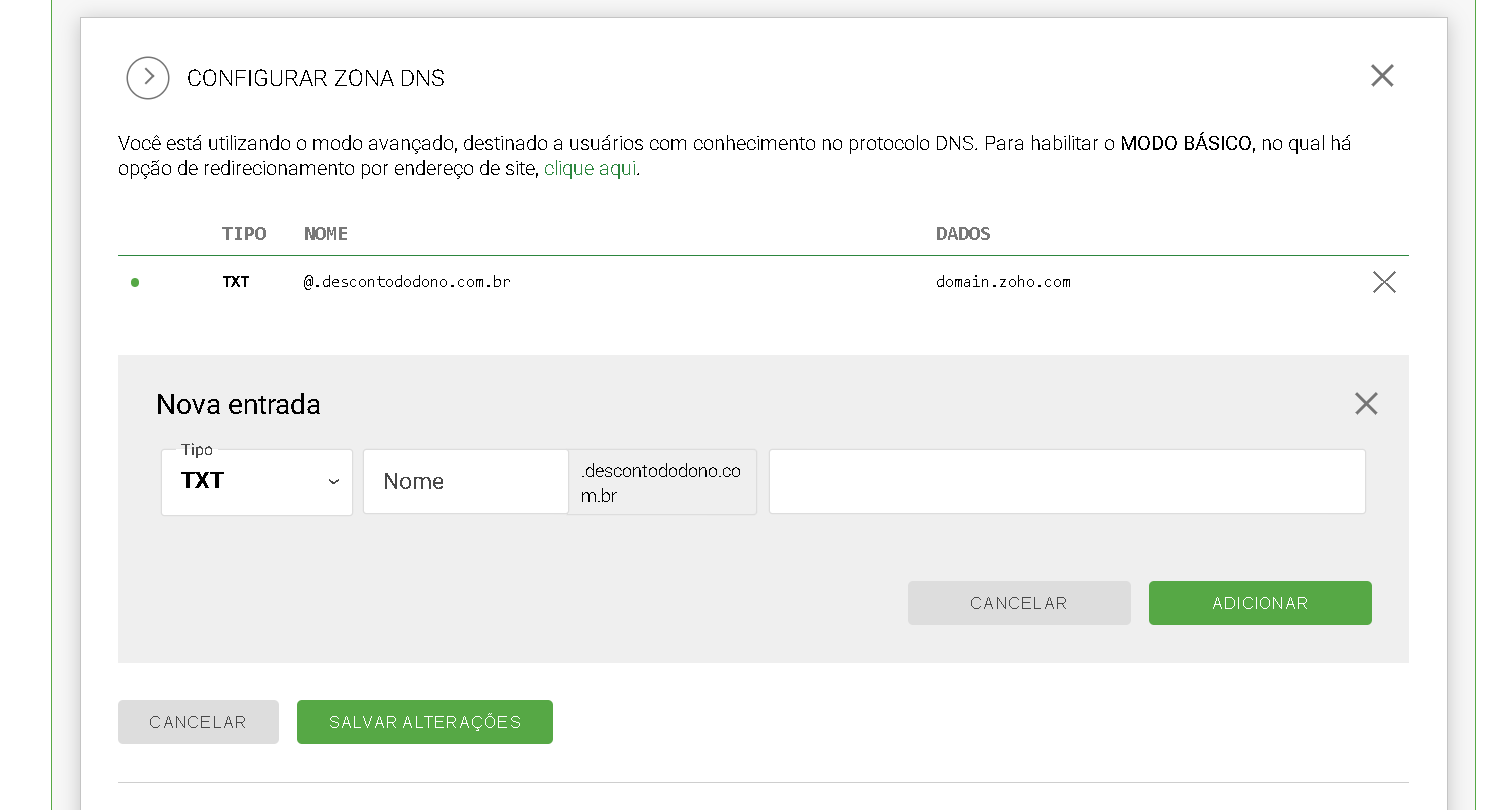 CONFIGURAR ZONA DNS
Você está utilizando o modo avançado, destinado a usuários com conhecimento no protocolo DNS. Para habilitar o MODO BÁSICO, no qual há
opção de redirecionamento por endereço de site, clique aqui.
TIPO NOME DADOS
TXT @.descontododono.com.br domain.zoho.com
Nova entrada
Tipo
TXT Nome .descontododono.co
m.br
CANCELAR ADICIONAR
CANCELAR SALVAR ALTERAÇÕES